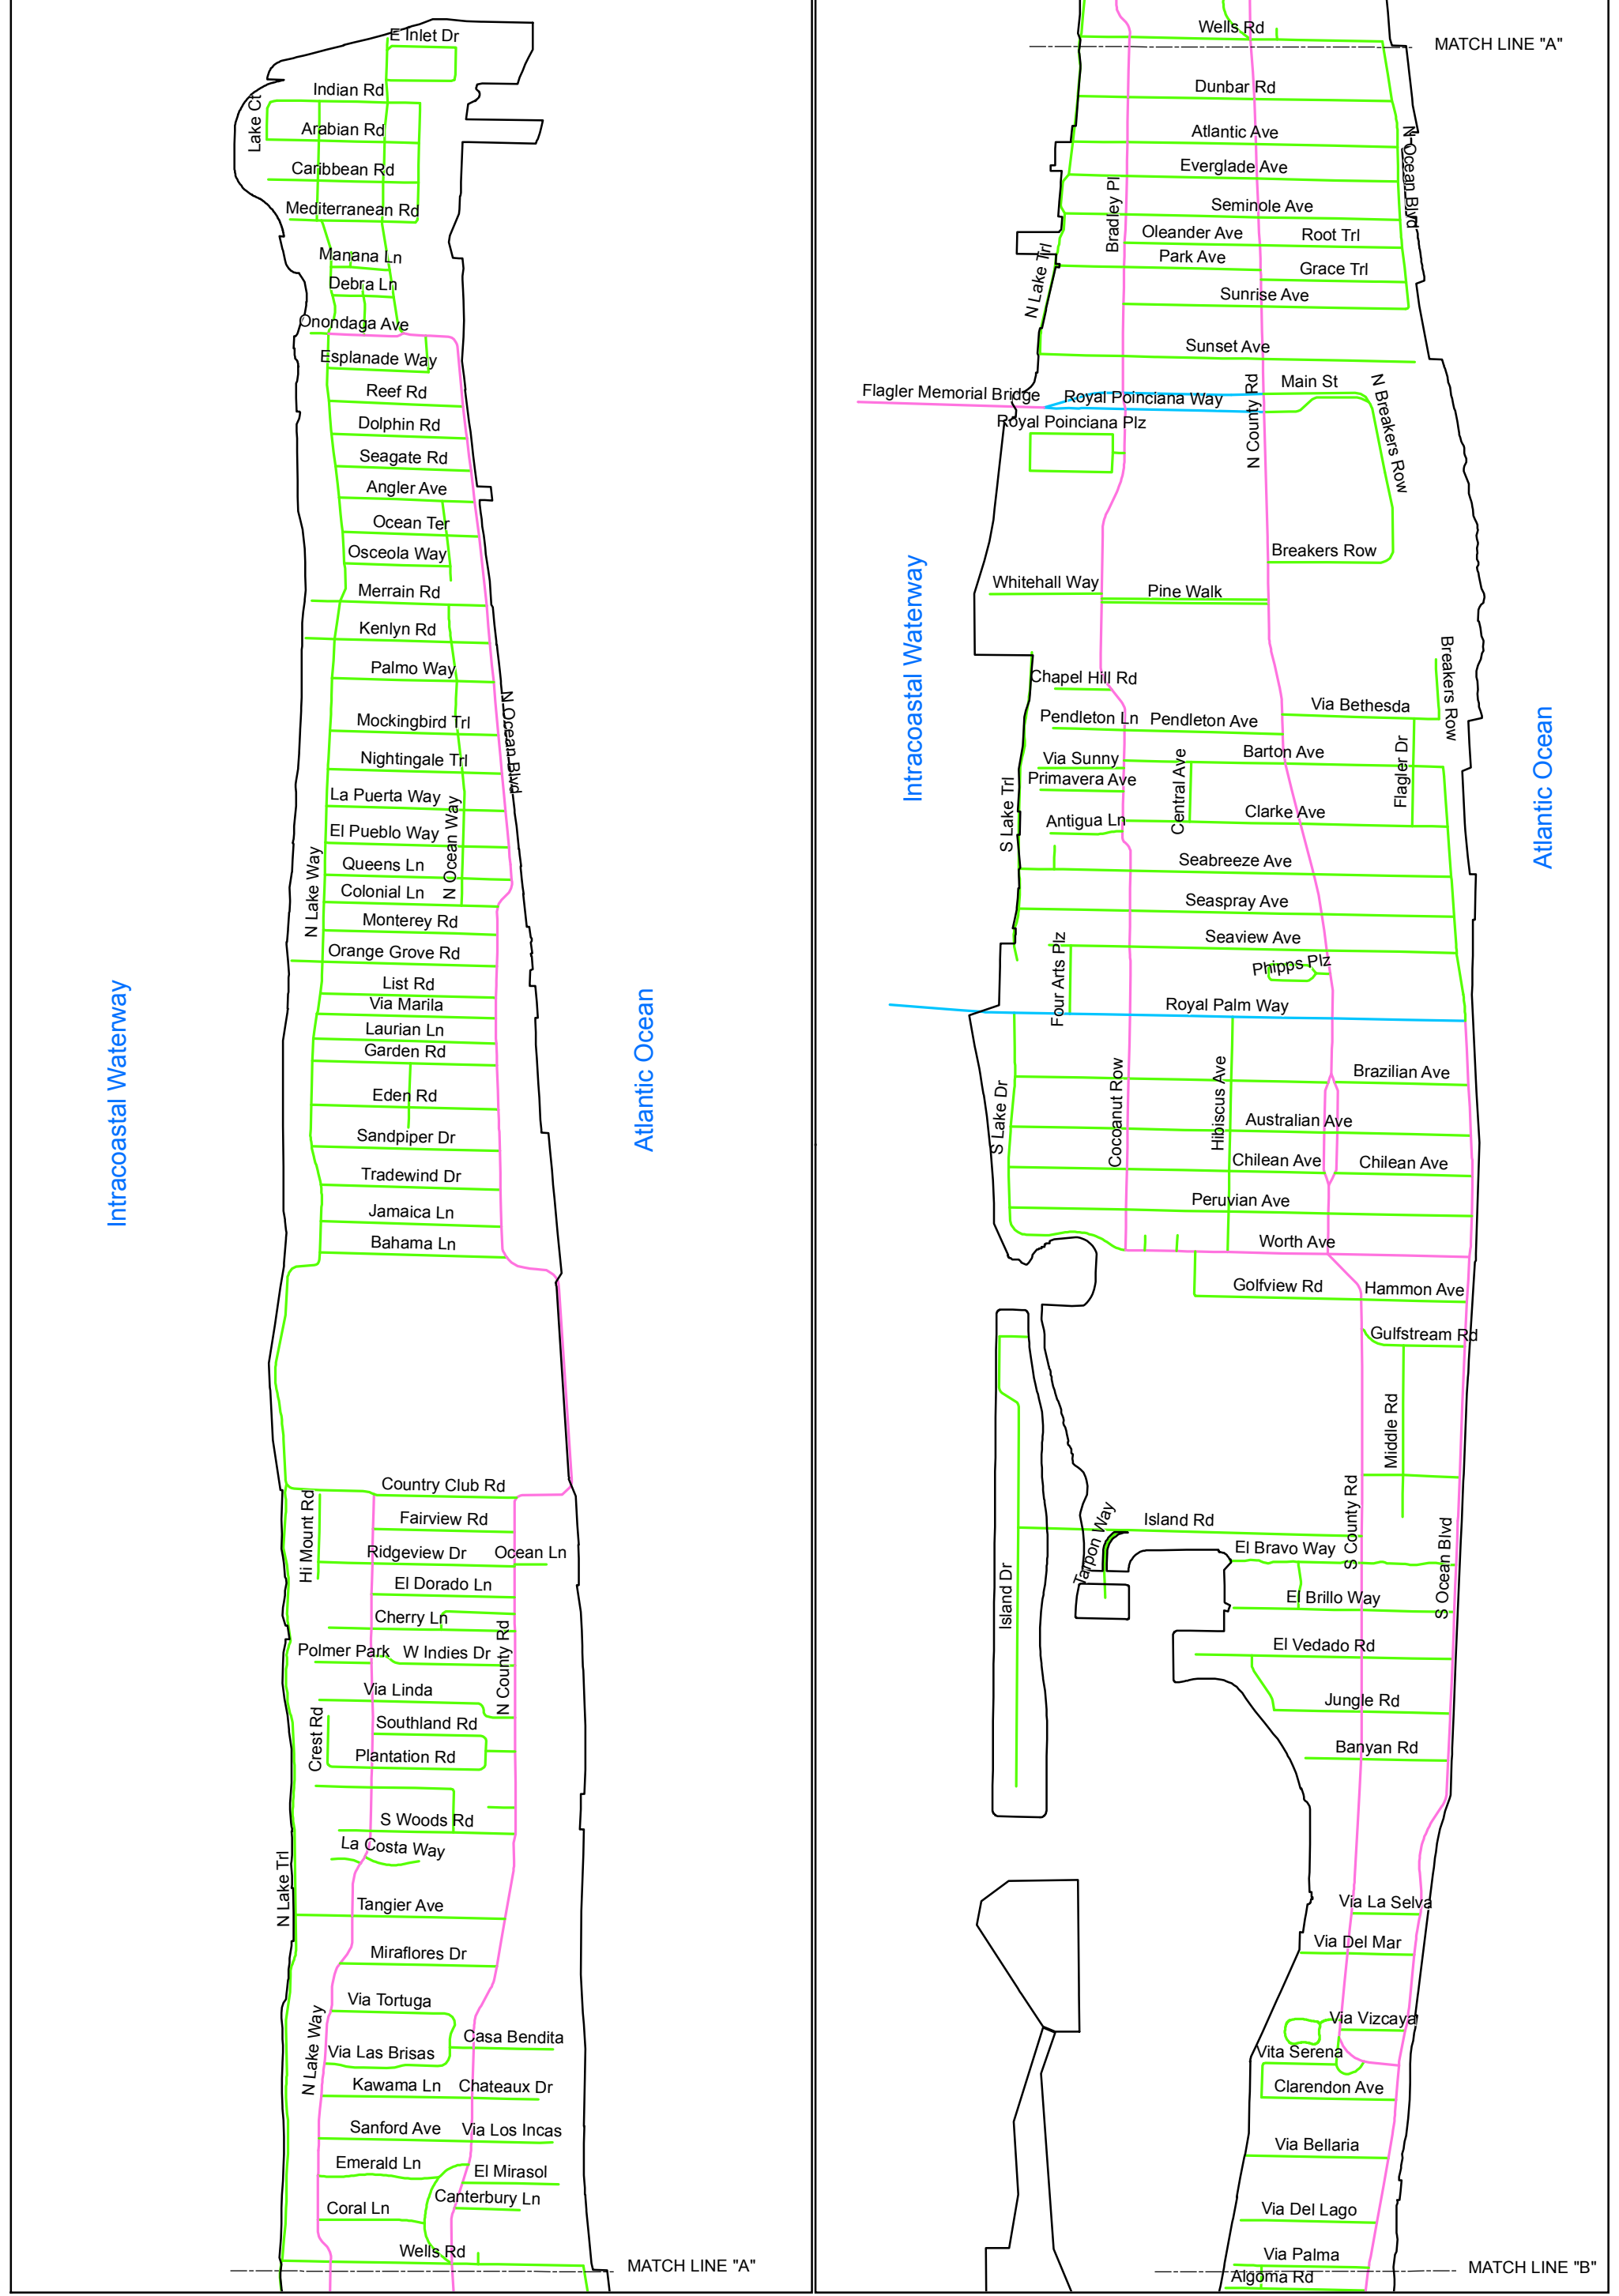 E Inlet Dr
Indian Rd
Lake Ct
Arabian Rd
Caribbean Rd
Mediterranean Rd
Manana Ln
Debra Ln
Onondaga Ave
Esplanade Way
Reef Rd
Dolphin Rd
Seagate Rd
Angler Ave
Ocean Ter
Osceola Way
Merrain Rd
Kenlyn Rd
Palmo Way
N Ocean Blvd
Mockingbird Trl
Nightingale Trl
La Puerta Way
El Pueblo Way
N Ocean Way
Queens Ln
N Lake Way
Colonial Ln
Monterey Rd
Orange Grove Rd
List Rd
Via Marila
Laurian Ln
Garden Rd
Intracoastal Waterway
Atlantic Ocean
Eden Rd
Sandpiper Dr
Tradewind Dr
Jamaica Ln
Bahama Ln
Country Club Rd
Hi Mount Rd
Fairview Rd
Ridgeview Dr
Ocean Ln
El Dorado Ln
Cherry Ln
Polmer Park
W Indies Dr
N County Rd
Via Linda
Crest Rd
Southland Rd
Plantation Rd
S Woods Rd
La Costa Way
N Lake Trl
Tangier Ave
Miraflores Dr
Via Tortuga
N Lake Way
Casa Bendita
Via Las Brisas
Kawama Ln
Chateaux Dr
Sanford Ave
Via Los Incas
Emerald Ln
El Mirasol
Canterbury Ln
Coral Ln
Wells Rd
MATCH LINE "A"
Wells Rd
MATCH LINE "A"
Dunbar Rd
Atlantic Ave
N Ocean Blvd
Everglade Ave
Bradley Pl
Seminole Ave
Oleander Ave
Root Trl
Park Ave
Grace Trl
N Lake Trl
Sunrise Ave
Sunset Ave
Flagler Memorial Bridge
Royal Poinciana Way
Main St
N County Rd
N Breakers Row
Royal Poinciana Plz
Breakers Row
Whitehall Way
Pine Walk
Intracoastal Waterway
Chapel Hill Rd
Breakers Row
Via Bethesda
Pendleton Ln
Pendleton Ave
Barton Ave
Via Sunny
Primavera Ave
Central Ave
Flagler Dr
Atlantic Ocean
Clarke Ave
Antigua Ln
S Lake Trl
Seabreeze Ave
Seaspray Ave
Seaview Ave
Four Arts Plz
Phipps Plz
Royal Palm Way
Brazilian Ave
S Lake Dr
Cocoanut Row
Hibiscus Ave
Australian Ave
Chilean Ave
Chilean Ave
Peruvian Ave
Worth Ave
Golfview Rd
Hammon Ave
Gulfstream Rd
Middle Rd
S County Rd
Island Rd
Tarpon Way
El Bravo Way
S Ocean Blvd
Island Dr
El Brillo Way
El Vedado Rd
Jungle Rd
Banyan Rd
Via La Selva
Via Del Mar
Via Vizcaya
Vita Serena
Clarendon Ave
Via Bellaria
Via Del Lago
Via Palma
MATCH LINE "B"
Algoma Rd